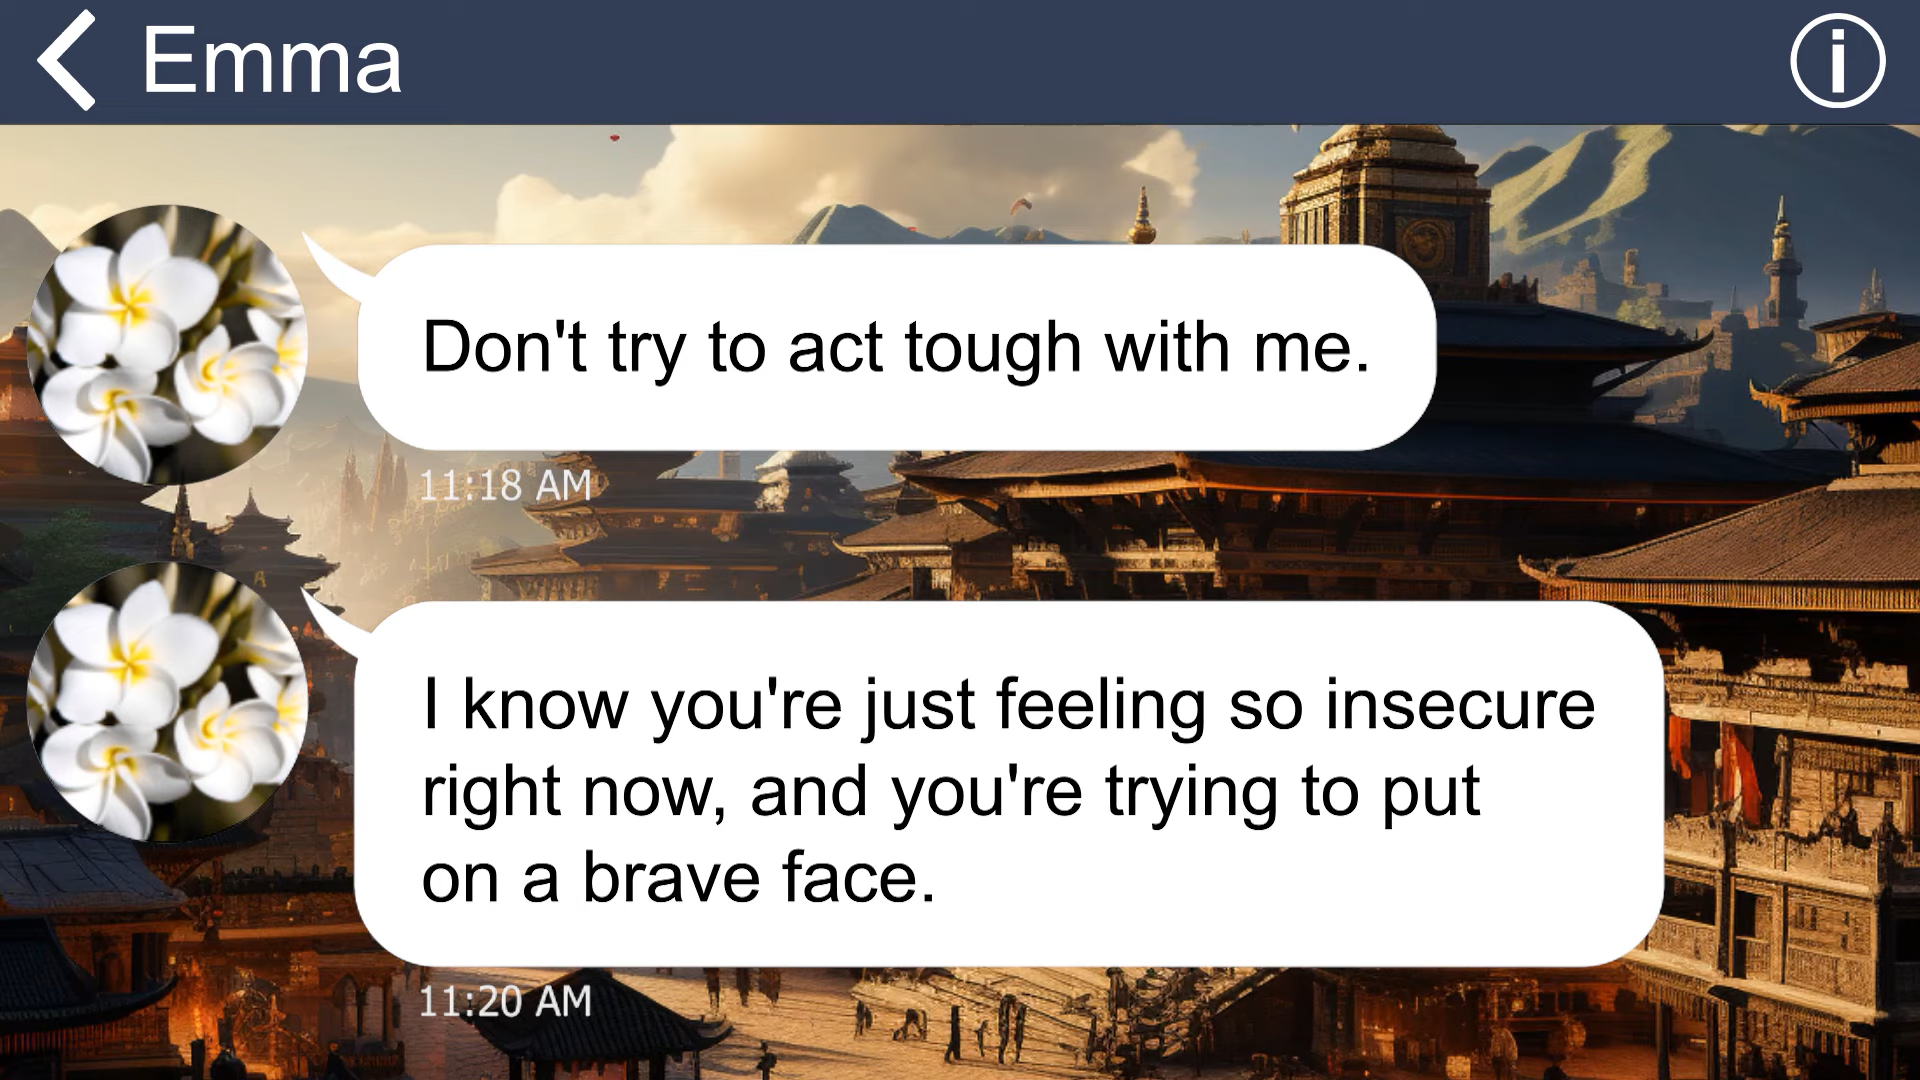 Emma
Don't try to act tough with me.
11:18 AM
I know you're just feeling so insecure
right now, and you're trying to put
on a brave face.
11:20 AM